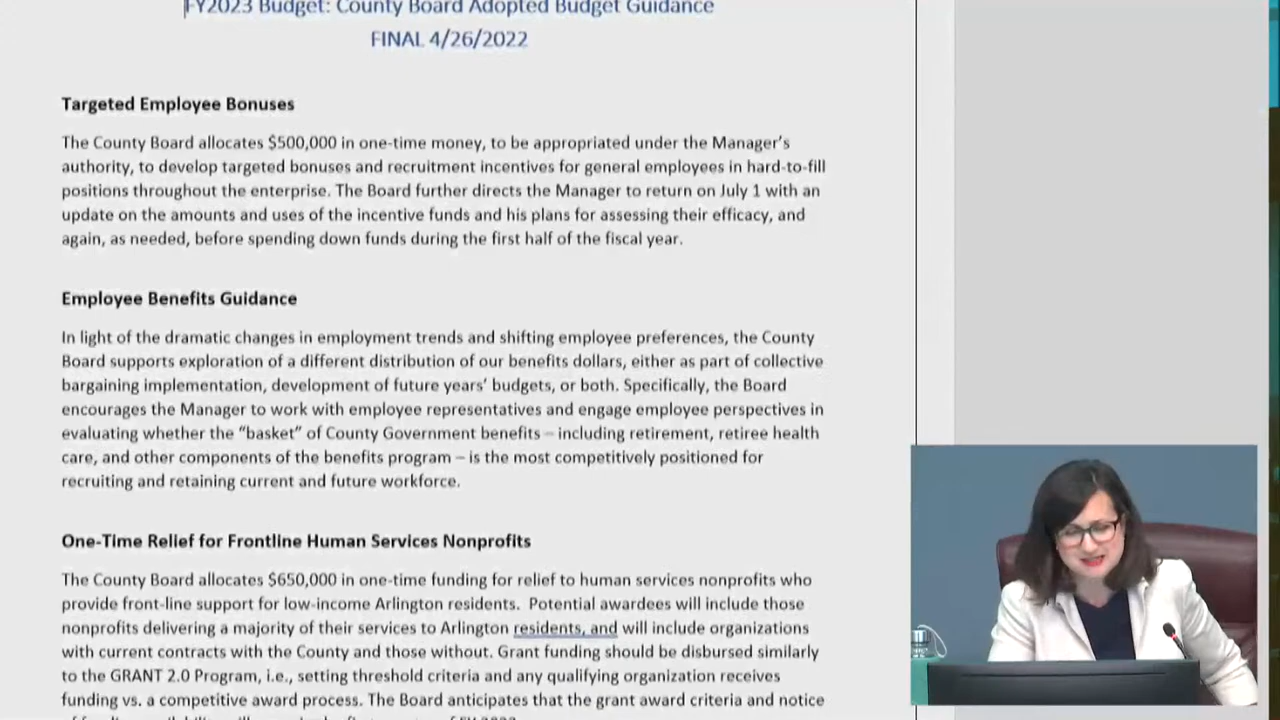 FY2023 Budget: County Board Adopted Budget Guidance
FINAL 4/26/2022
Targeted Employee Bonuses
The County Board allocates $500,000 in one-time money, to be appropriated under the Manager's
authority, to develop targeted bonuses and recruitment incentives for general employees in hard-to-fill
positions throughout the enterprise. The Board further directs the Manager to return on July 1 with an
update on the amounts and uses of the incentive funds and his plans for assessing their efficacy, and
again, as needed, before spending down funds during the first half of the fiscal year.
Employee Benefits Guidance
In light of the dramatic changes in employment trends and shifting employee preferences, the County
Board supports exploration of a different distribution of our benefits dollars, either as part of collective
bargaining implementation, development of future years' budgets, or both. Specifically, the Board
encourages the Manager to work with employee representatives and engage employee perspectives in
evaluating whether the "basket" of County Government benefits – including retirement, retiree health
care, and other components of the benefits program – is the most competitively positioned for
recruiting and retaining current and future workforce.
One-Time Relief for Frontline Human Services Nonprofits
The County Board allocates $650,000 in one-time funding for relief to human services nonprofits who
provide front-line support for low-income Arlington residents. Potential awardees will include those
nonprofits delivering a majority of their services to Arlington residents, and will include organizations
with current contracts with the County and those without. Grant funding should be disbursed similarly
to the GRANT 2.0 Program, i.e., setting threshold criteria and any qualifying organization receives
funding vs. a competitive award process. The Board anticipates that the grant award criteria and notice